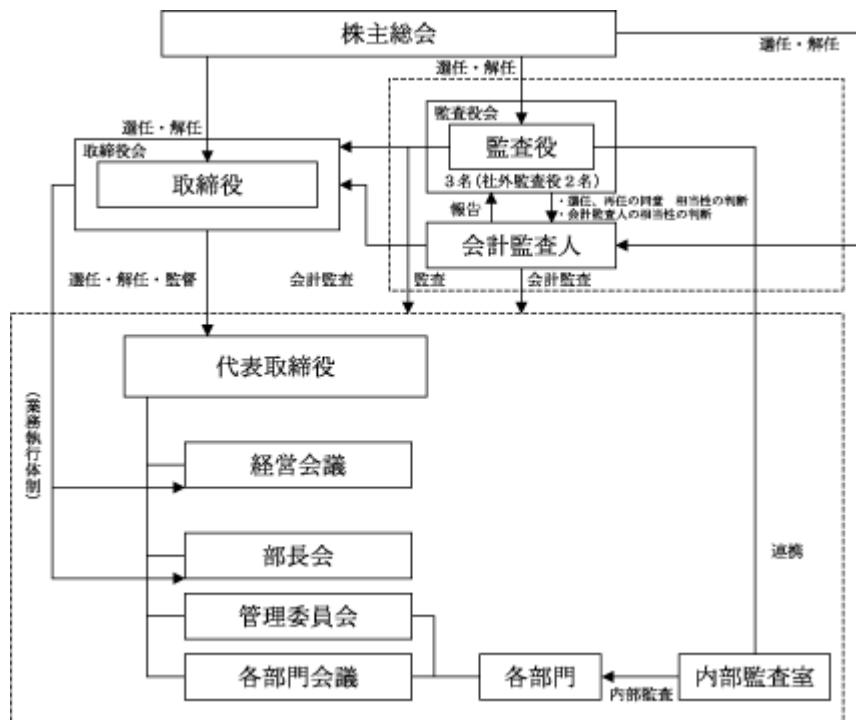 株主総会
選任・解任
選任・解任
選任・解任
監査役会
監査役
3名(社外監査役2名)
取締役会
取締役
報告
・選任、再任の同意 相当性の判断
・会計監査人の相当性の判断
会計監査人
選任・解任・監督
会計監査
監査
会計監査
代表取締役
(業務執行体制)
経営会議
部長会
連携
管理委員会
各部門会議
各部門
内部監査
内部監査室